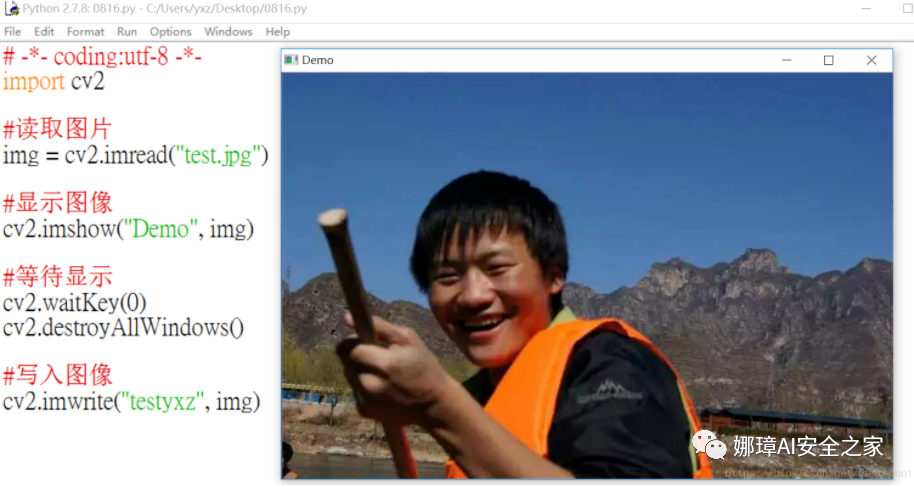 Python 2.7.8: 0816.py - C:/Users/yxz/Desktop/0816.py
File Edit Format Run Options Windows Help
# -*- coding:utf-8 -*-
import cv2
#读取图片
img = cv2.imread("test.jpg")
#显示图像
cv2.imshow("Demo", img)
#等待显示
cv2.waitKey(0)
cv2.destroyAllWindows()
#写入图像
cv2.imwrite("testyxz", img)
Demo
娜璋AI安全之家